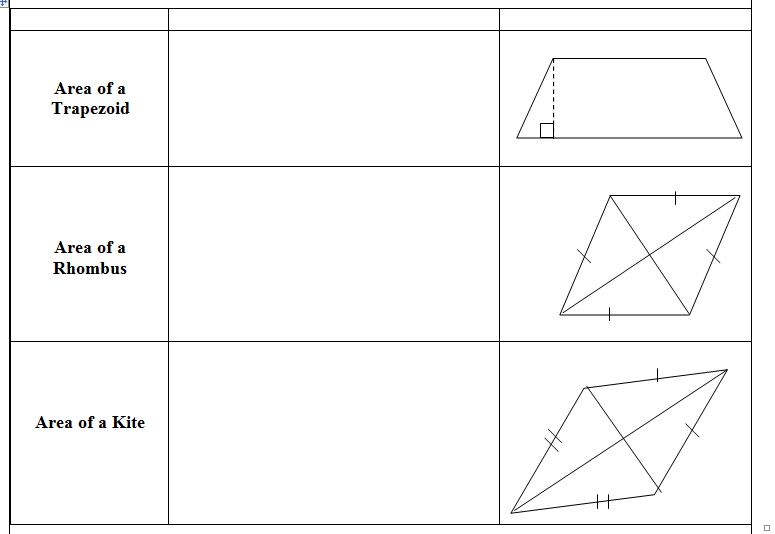 Area of a
Trapezoid
Area of a
Rhombus
Area of a Kite